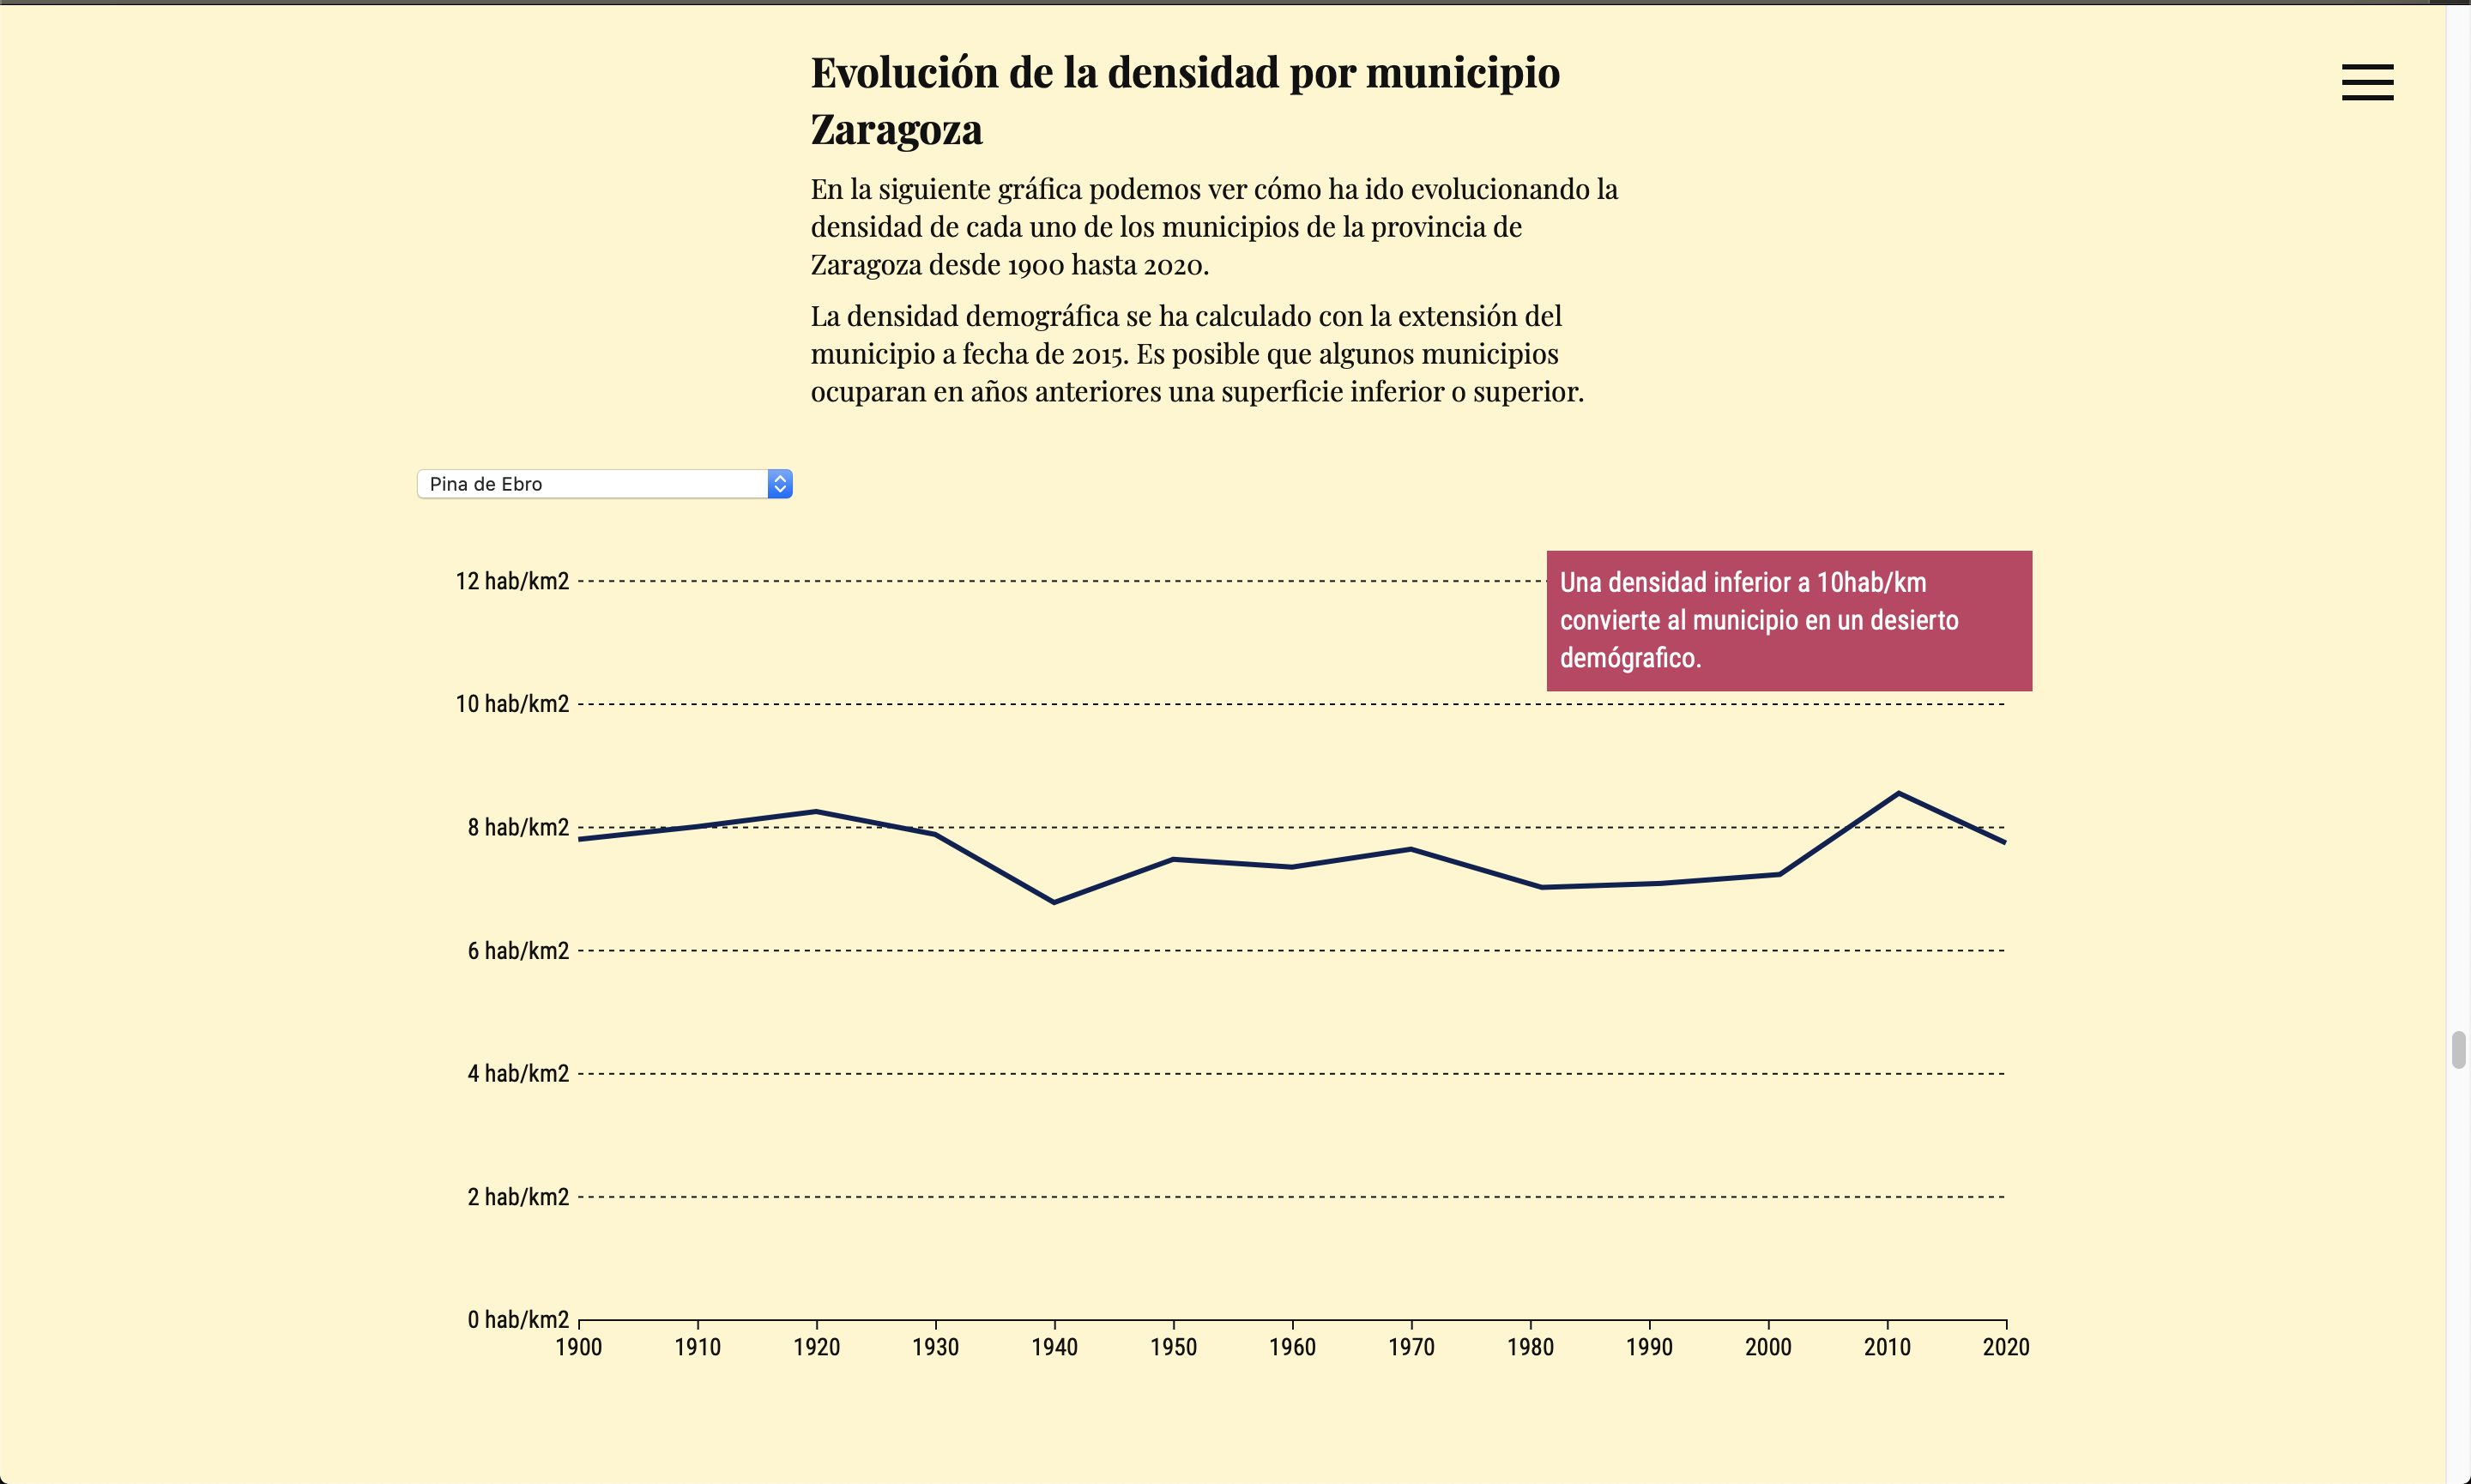 Evolución de la densidad por municipio
Zaragoza
En la siguiente gráfica podemos ver cómo ha ido evolucionando la
densidad de cada uno de los municipios de la provincia de
Zaragoza desde 1900 hasta 2020.
La densidad demográfica se ha calculado con la extensión del
municipio a fecha de 2015. Es posible que algunos municipios
ocuparan en años anteriores una superficie inferior o superior.
Pina de Ebro
Una densidad inferior a 10hab/km
convierte al municipio en un desierto
demógrafico.
12 hab/km2
10 hab/km2
8 hab/km2
6 hab/km2
4 hab/km2
2 hab/km2
0 hab/km2
1900 1910 1920 1930 1940 1950 1960 1970 1980 1990 2000 2010 2020